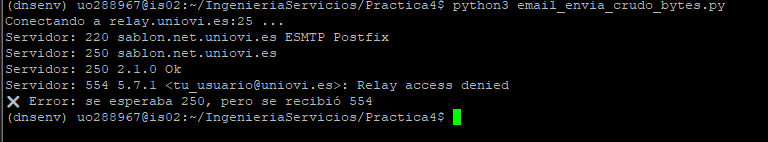 (dnsenv) uo288967@is02:~/IngenieriaServicios/Practica4$ python3 email_envia_crudo_bytes.py
Conectando a relay.uniovi.es:25 ...
Servidor: 220 sablon.net.uniovi.es ESMTP Postfix
Servidor: 250 sablon.net.uniovi.es
Servidor: 250 2.1.0 Ok
Servidor: 554 5.7.1 <tu_usuario@uniovi.es>: Relay access denied
❌ Error: se esperaba 250, pero se recibió 554
(dnsenv) uo288967@is02:~/IngenieriaServicios/Practica4$